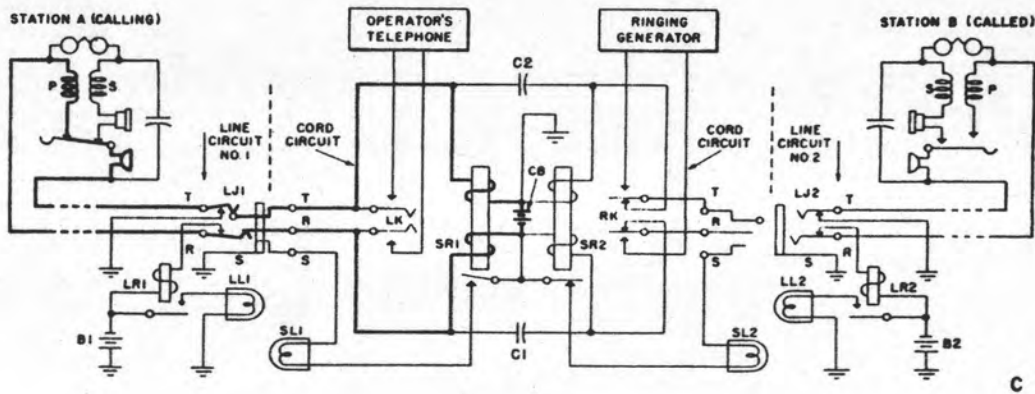 STATION A (CALLING)
OPERATOR'S
TELEPHONE
RINGING
GENERATOR
STATION B (CALLED)
P
S
LINE
CIRCUIT
NO. 1
CORD
CIRCUIT
C2
CB
CORD
CIRCUIT
LINE
CIRCUIT
NO 2
S
P
T
LJ1
T
R
LK
R
S
S
SR1
SR2
RK
T
R
S
LJ2
T
R
S
LR1
LL1
LL2
LR2
B1
SL1
C1
SL2
B2
C